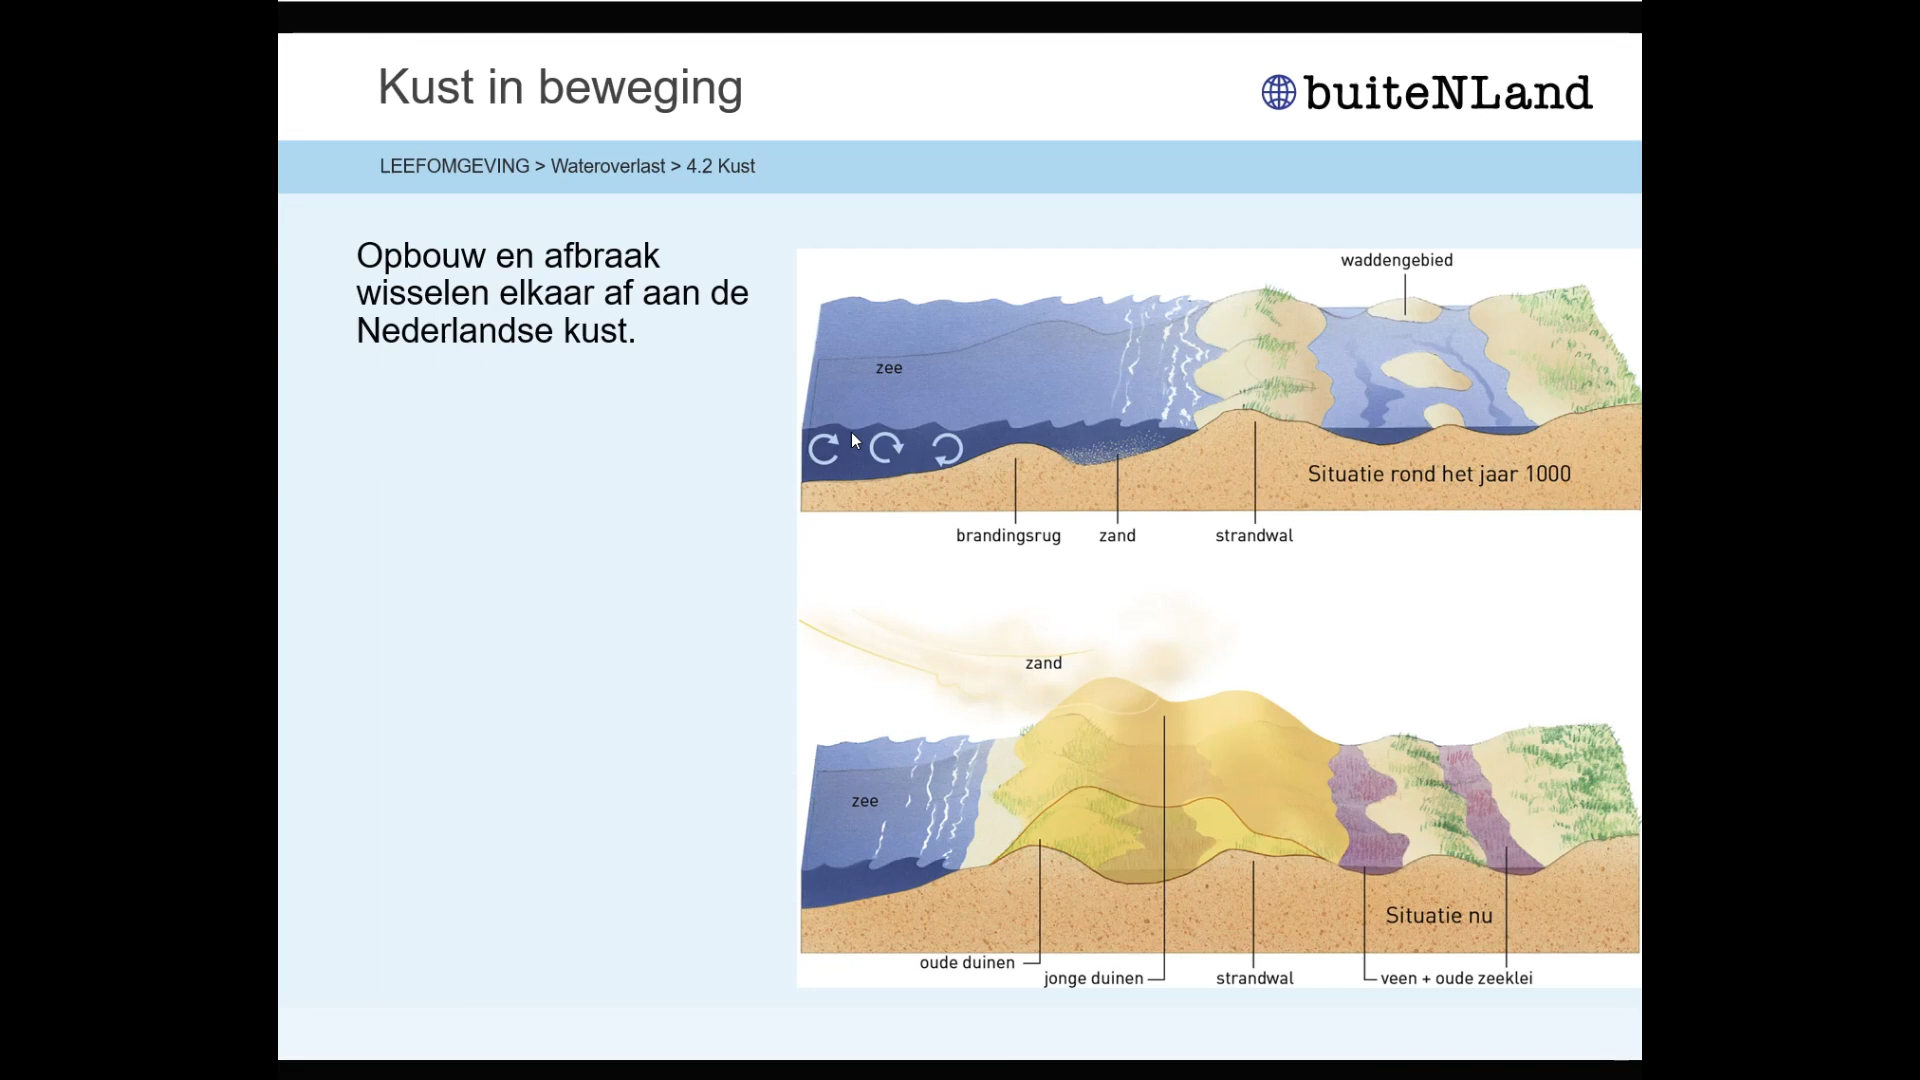 Kust in beweging
buiteNLand
LEEFOMGEVING > Wateroverlast > 4.2 Kust
Opbouw en afbraak
wisselen elkaar af aan de
Nederlandse kust.
waddengebied
zee
Situatie rond het jaar 1000
brandingsrug
zand
strandwal
zand
zee
Situatie nu
oude duinen
jonge duinen
strandwal
veen + oude zeeklei